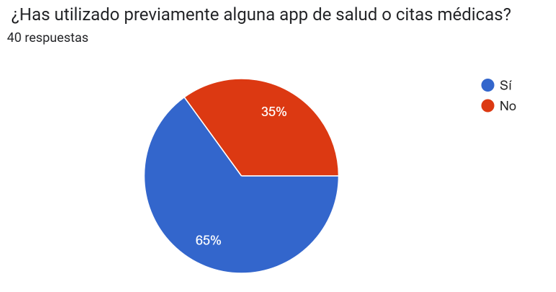 ¿Has utilizado previamente alguna app de salud o citas médicas?
40 respuestas
Sí
No
35%
65%